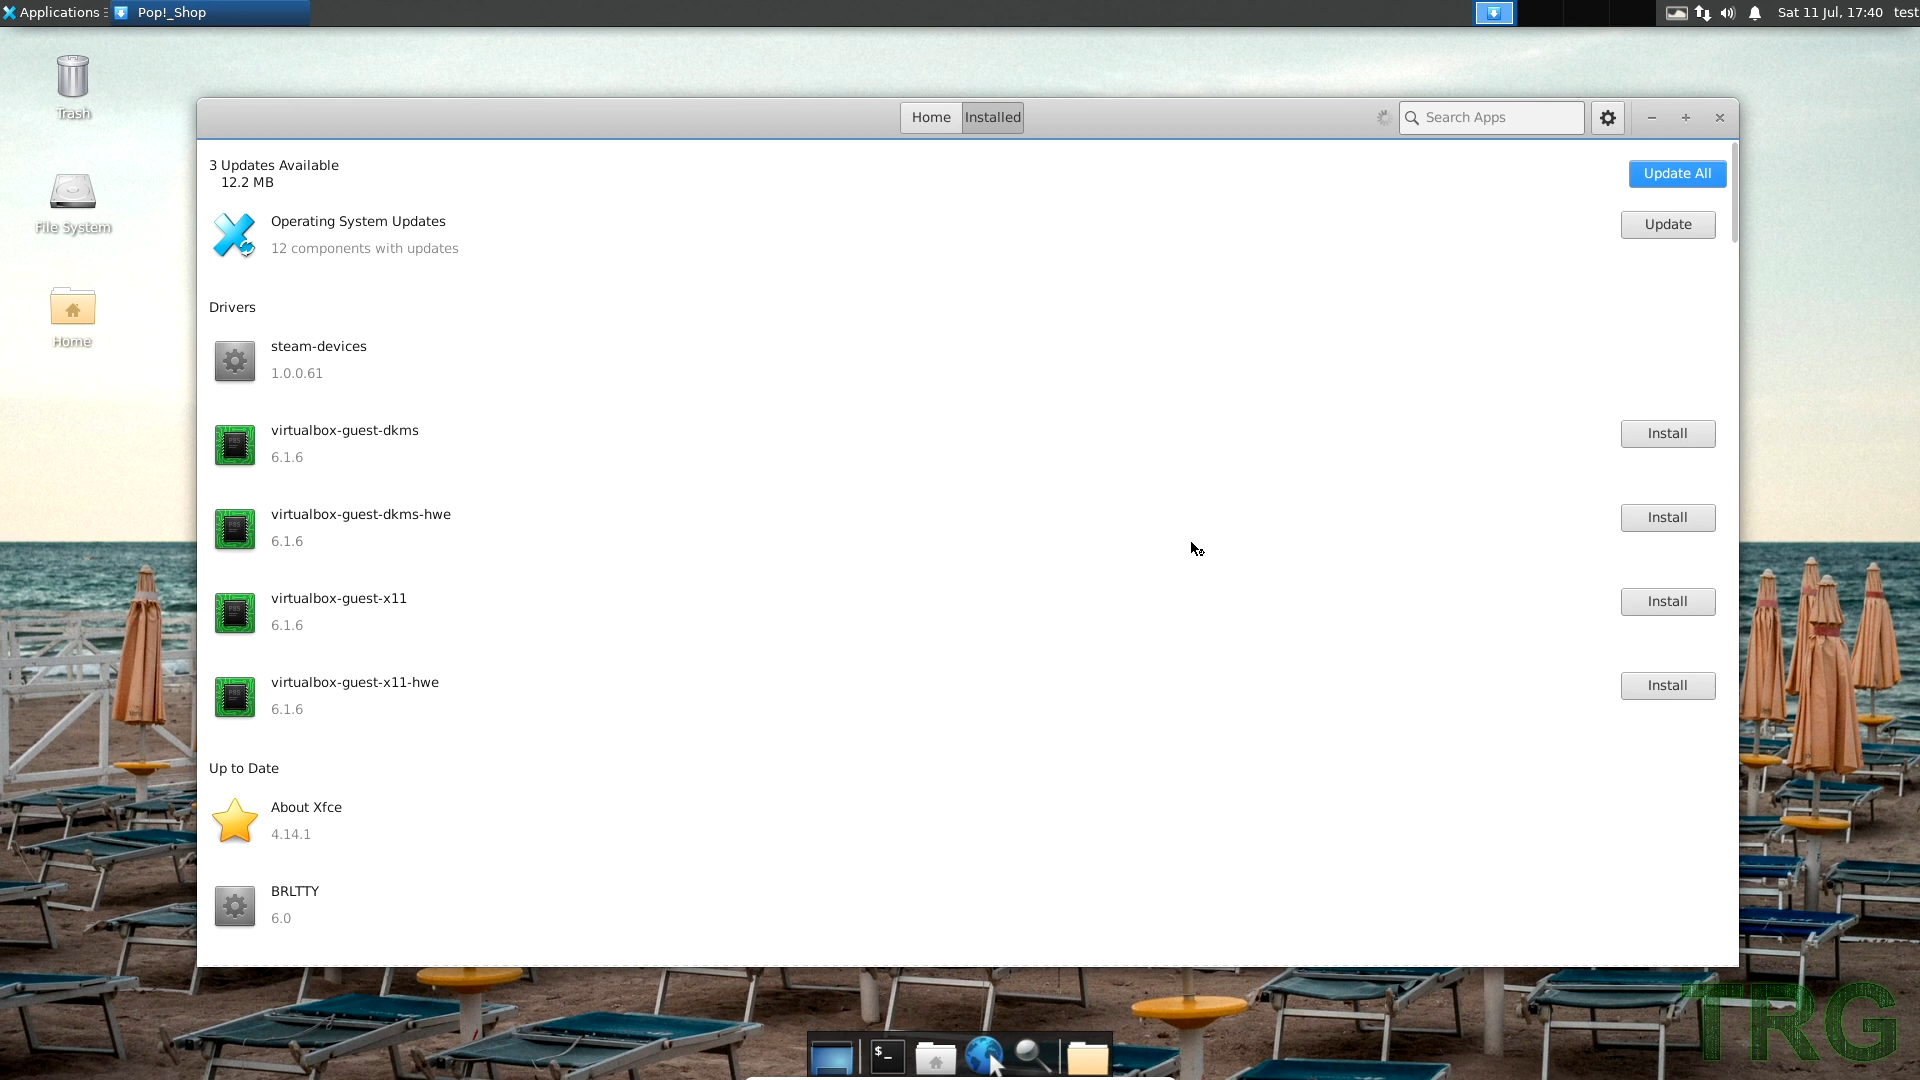 Applications
Pop!_Shop
Sat 11 Jul, 17:40
test
Trash
File System
Home
Home
Installed
Search Apps
3 Updates Available
12.2 MB
Update All
Operating System Updates
12 components with updates
Update
Drivers
steam-devices
1.0.0.61
virtualbox-guest-dkms
6.1.6
Install
virtualbox-guest-dkms-hwe
6.1.6
Install
virtualbox-guest-x11
6.1.6
Install
virtualbox-guest-x11-hwe
6.1.6
Install
Up to Date
About Xfce
4.14.1
BRLTTY
6.0
$_
TRG